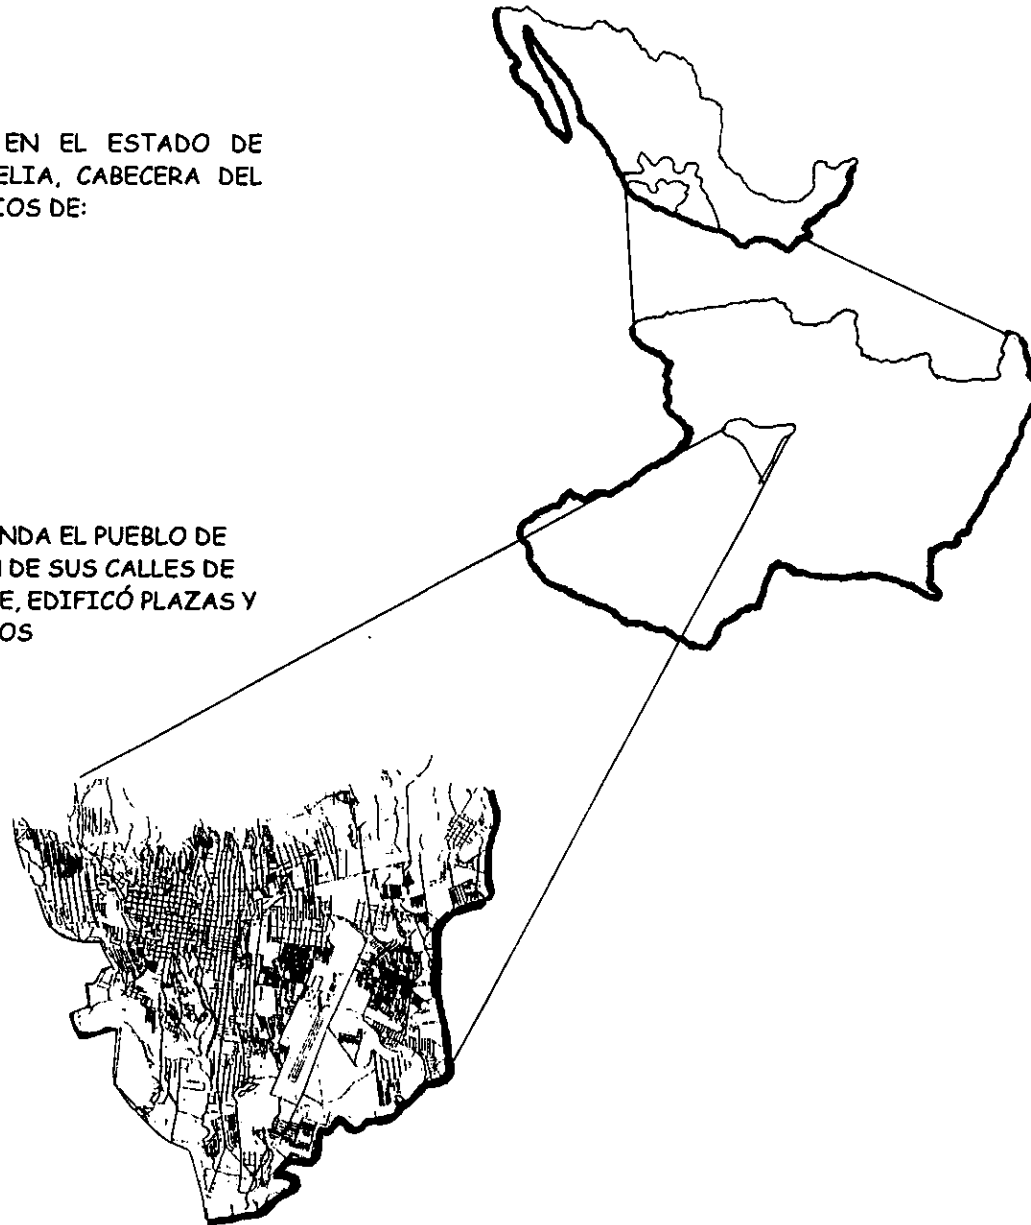 EN EL ESTADO DE
ELIA, CABECERA DEL
IOS DE:
NDA EL PUEBLO DE
DE SUS CALLES DE
E, EDIFICÓ PLAZAS Y
OS